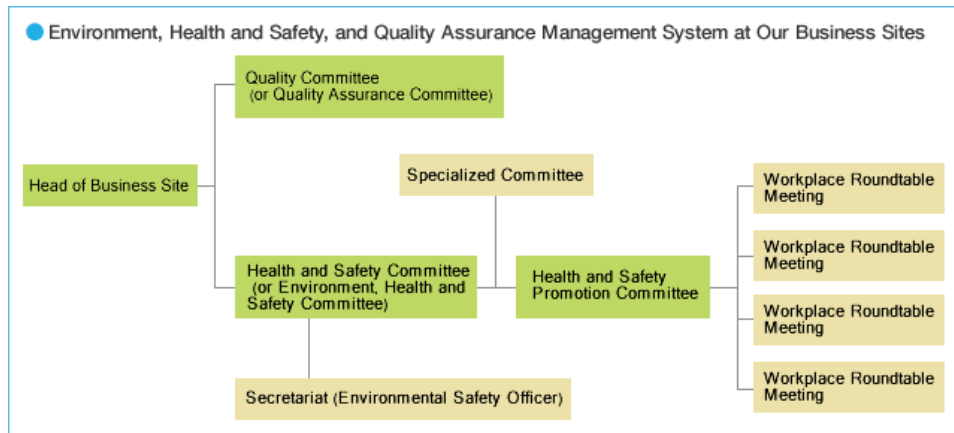 Environment, Health and Safety, and Quality Assurance Management System at Our Business Sites
Quality Committee
(or Quality Assurance Committee)
Head of Business Site
Specialized Committee
Health and Safety Committee
(or Environment, Health and
Safety Committee)
Health and Safety
Promotion Committee
Secretariat (Environmental Safety Officer)
Workplace Roundtable
Meeting
Workplace Roundtable
Meeting
Workplace Roundtable
Meeting
Workplace Roundtable
Meeting